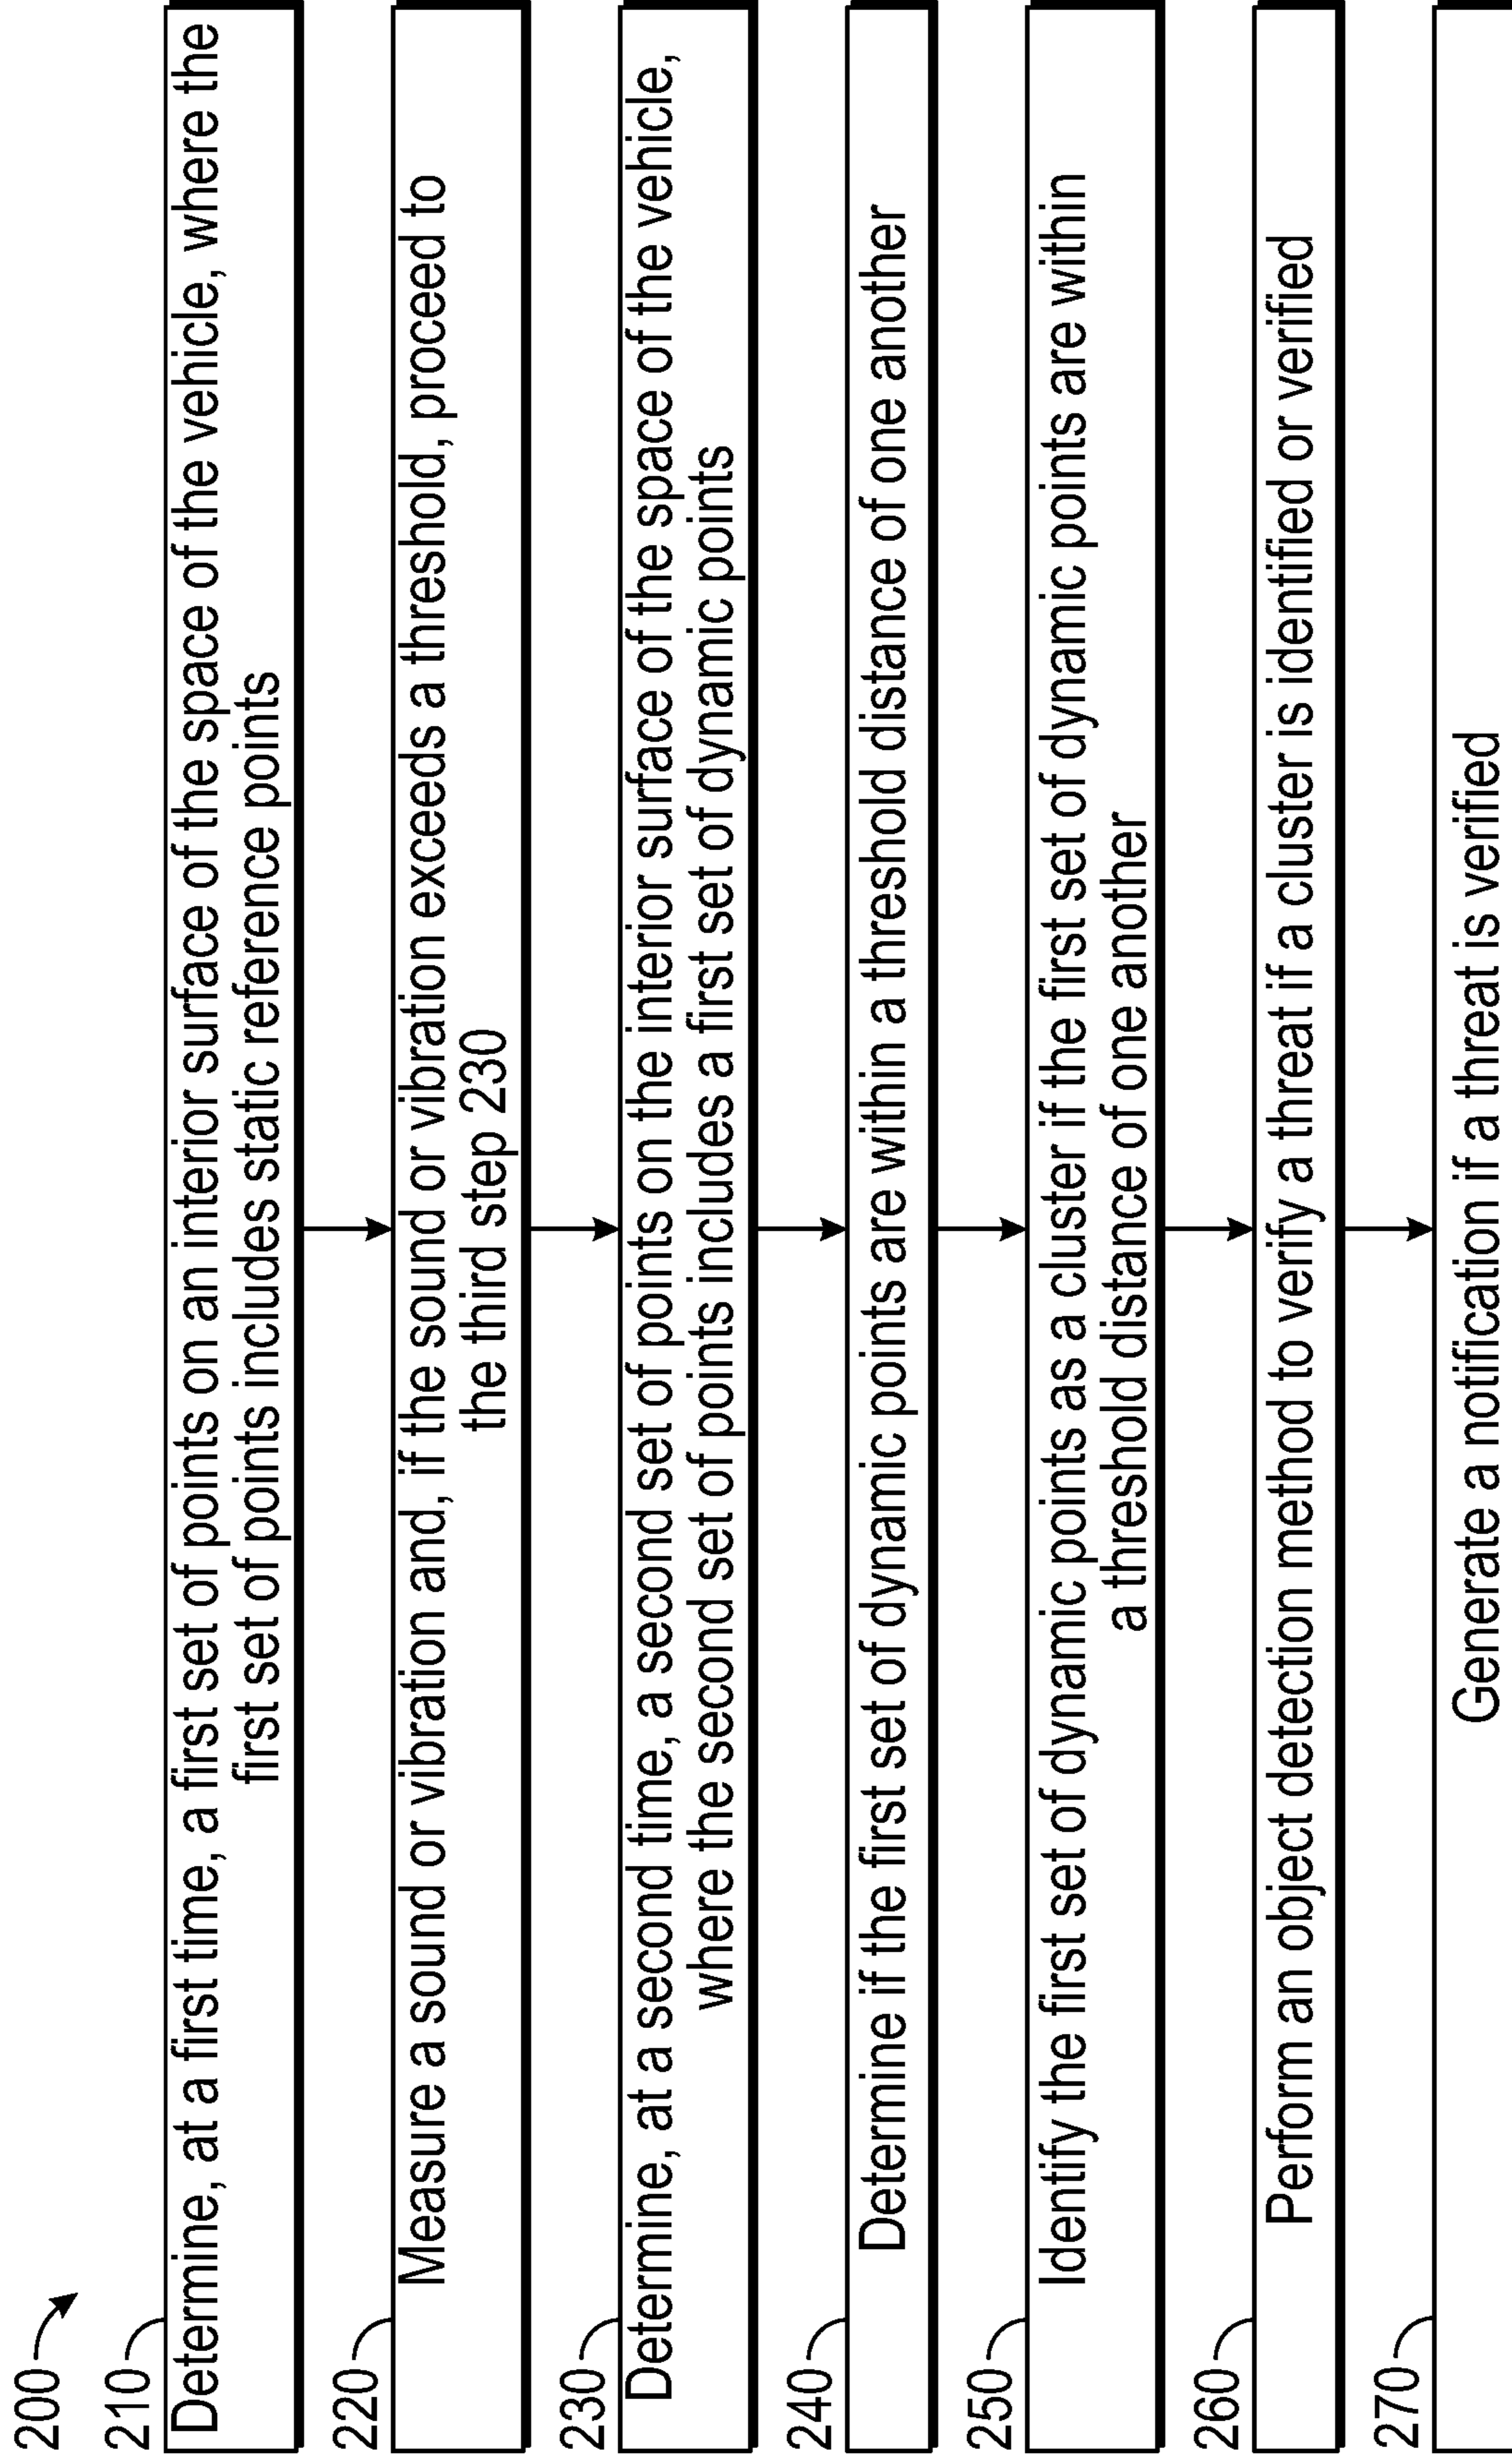 200
210
Determine, at a first time, a first set of points on an interior surface of the space of the vehicle, where the
first set of points includes static reference points
220
Measure a sound or vibration and, if the sound or vibration exceeds a threshold, proceed to
the third step 230
230
Determine, at a second time, a second set of points on the interior surface of the space of the vehicle,
where the second set of points includes a first set of dynamic points
240
Determine if the first set of dynamic points are within a threshold distance of one another
250
Identify the first set of dynamic points as a cluster if the first set of dynamic points are within
a threshold distance of one another
260
Perform an object detection method to verify a threat if a cluster is identified or verified
270
Generate a notification if a threat is verified